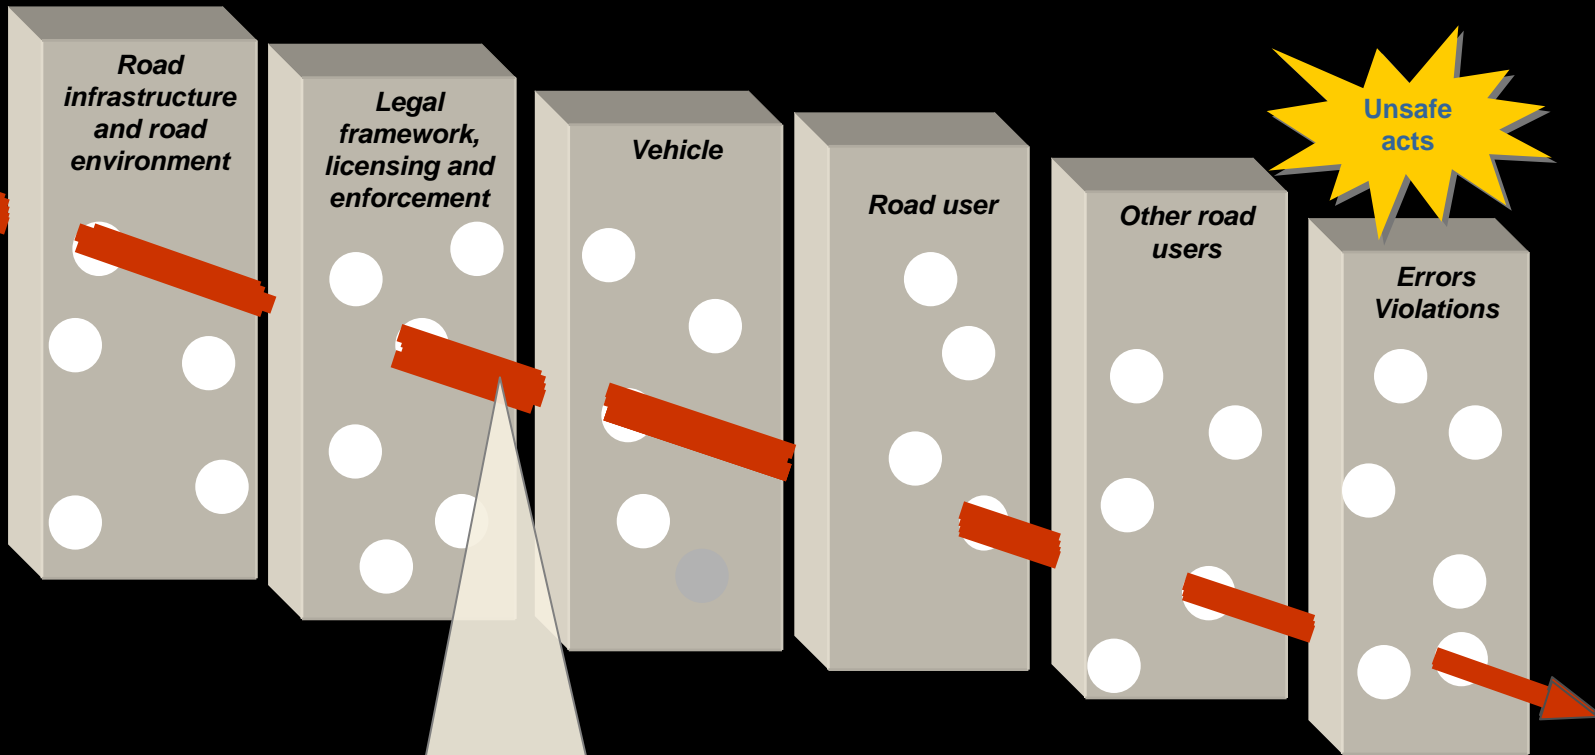 Road
infrastructure
and road
environment
Legal
framework,
licensing and
enforcement
Vehicle
Road user
Other road
users
Unsafe
acts
Errors
Violations